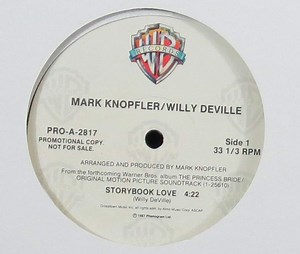 WB
RECORDS
MARK KNOPFLER/WILLY DEVILLE
PRO-A-2817
PROMOTIONAL COPY.
NOT FOR SALE.
Side 1
33 1/3 RPM
ARRANGED AND PRODUCED BY MARK KNOPFLER
From the forthcoming Warner Bros. album THE PRINCESS BRIDE/
ORIGINAL MOTION PICTURE SOUNDTRACK (1-25610)
STORYBOOK LOVE 4:22
(Willy DeVille)